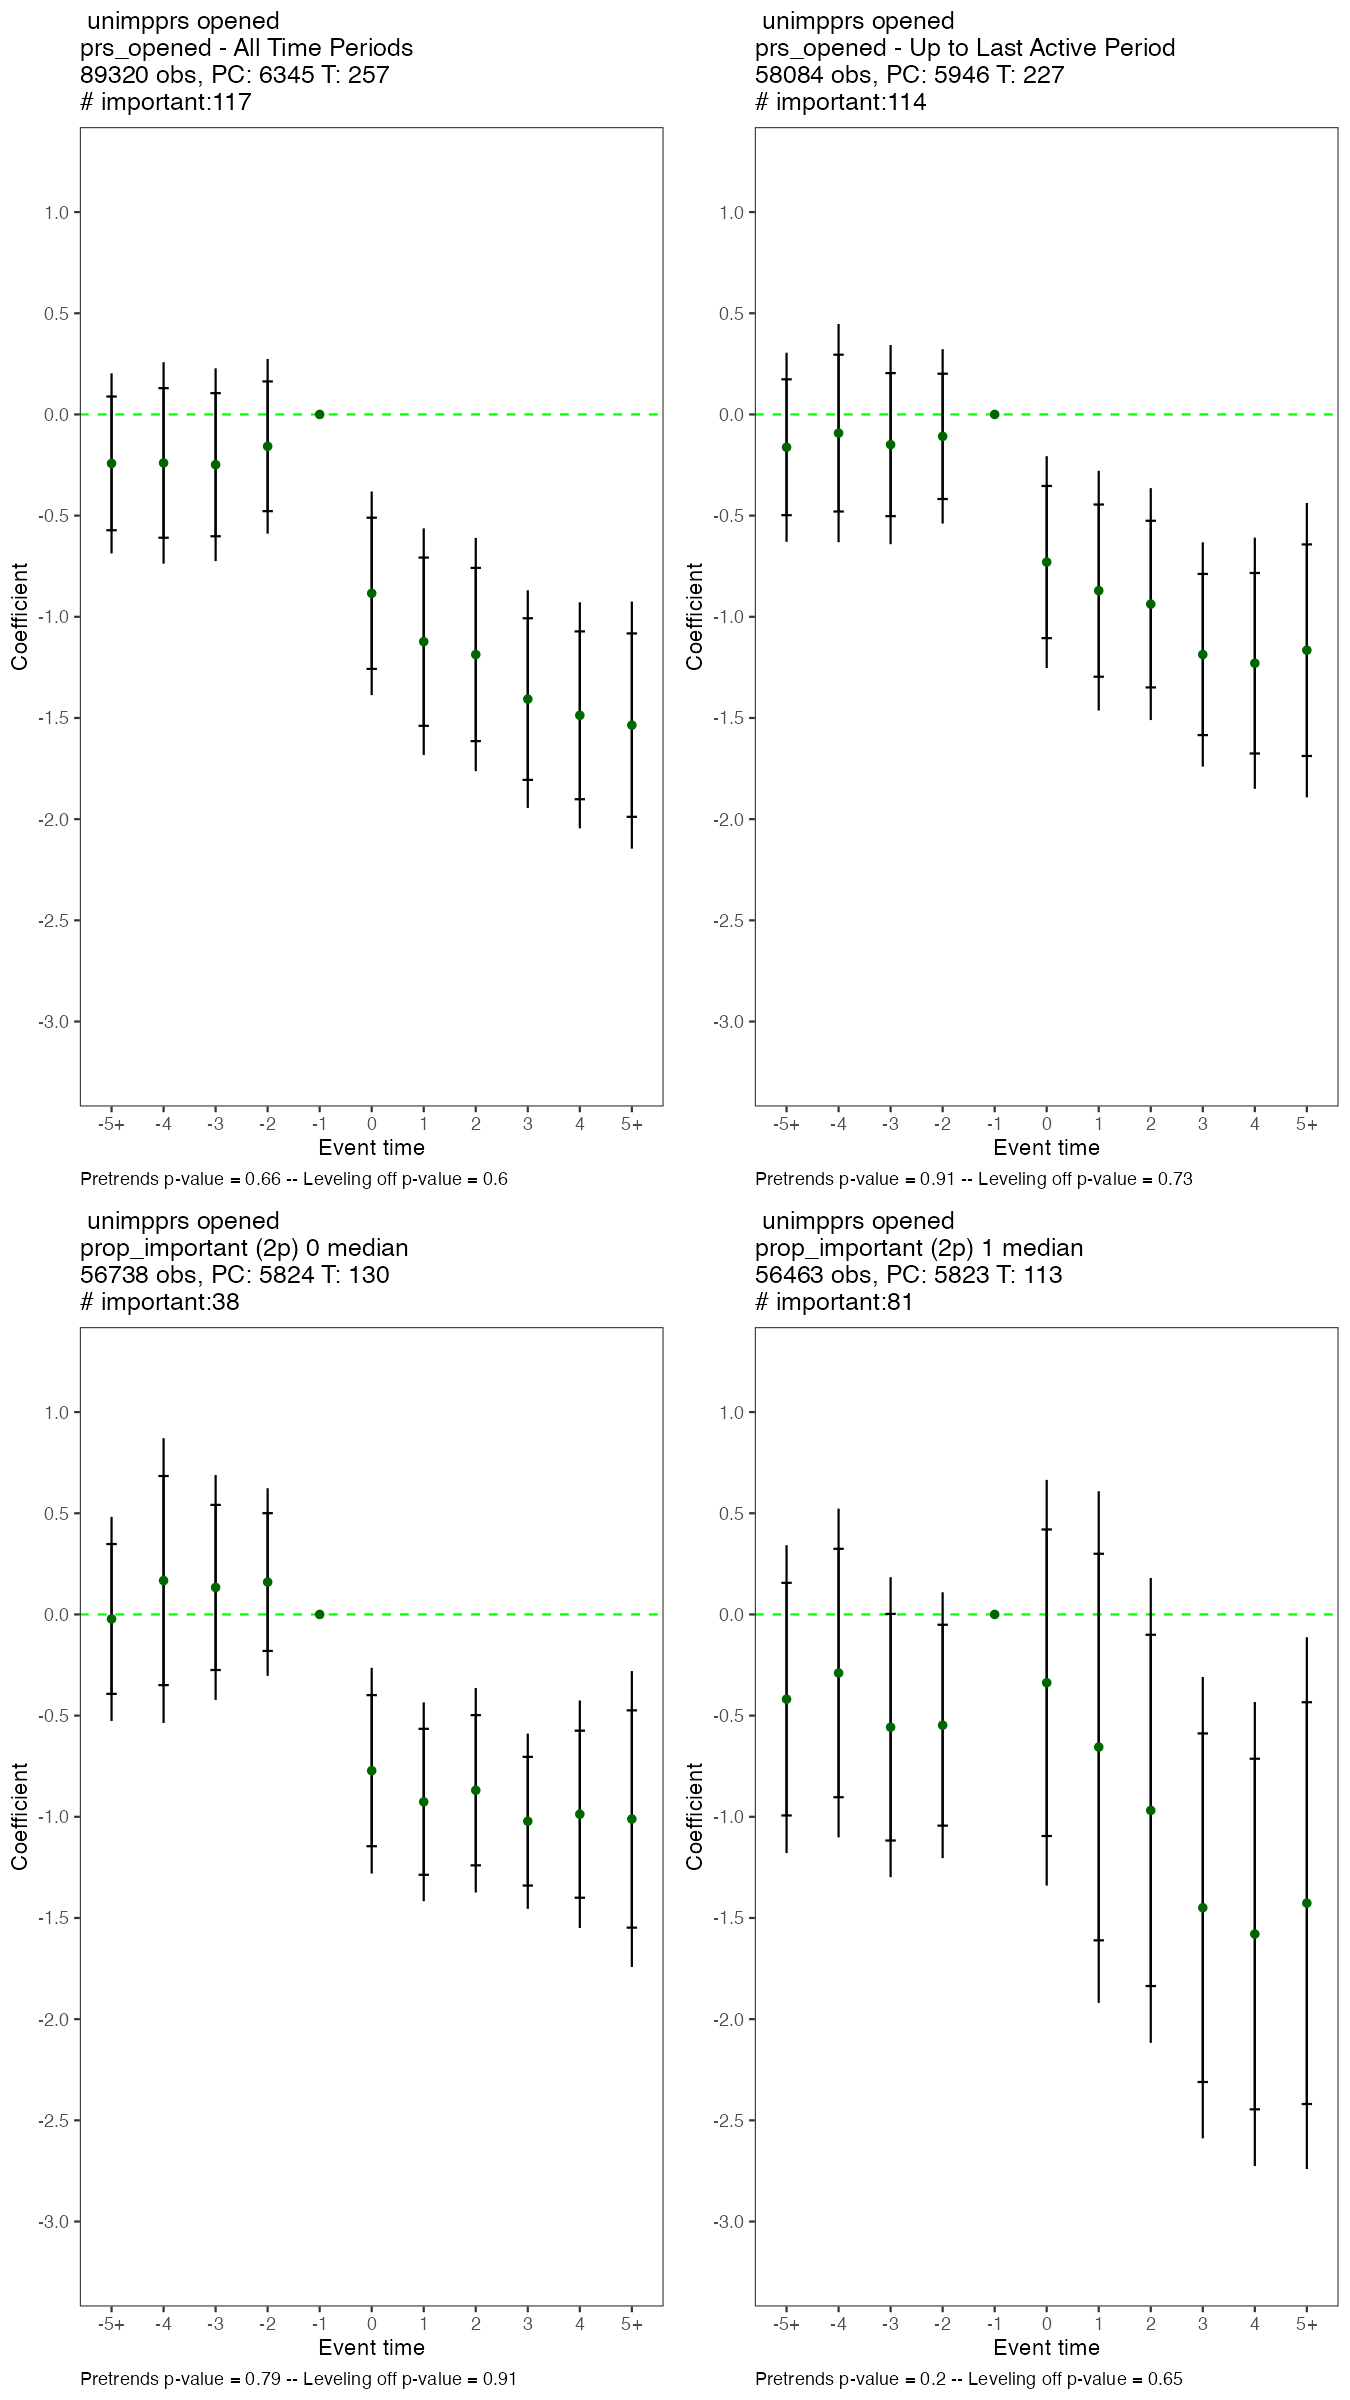 unimpprs opened
prs_opened - All Time Periods
89320 obs, PC: 6345 T: 257
# important:117
1.0
0.5
0.0
-0.5
-1.0
-1.5
-2.0
-2.5
-3.0
Coefficient
-5+ -4 -3 -2 -1 0 1 2 3 4 5+
Event time
Pretrends p-value = 0.66 -- Leveling off p-value = 0.6
unimpprs opened
prs_opened - Up to Last Active Period
58084 obs, PC: 5946 T: 227
# important:114
1.0
0.5
0.0
-0.5
-1.0
-1.5
-2.0
-2.5
-3.0
Coefficient
-5+ -4 -3 -2 -1 0 1 2 3 4 5+
Event time
Pretrends p-value = 0.91 -- Leveling off p-value = 0.73
unimpprs opened
prop_important (2p) 0 median
56738 obs, PC: 5824 T: 130
# important:38
1.0
0.5
0.0
-0.5
-1.0
-1.5
-2.0
-2.5
-3.0
Coefficient
-5+ -4 -3 -2 -1 0 1 2 3 4 5+
Event time
Pretrends p-value = 0.79 -- Leveling off p-value = 0.91
unimpprs opened
prop_important (2p) 1 median
56463 obs, PC: 5823 T: 113
# important:81
1.0
0.5
0.0
-0.5
-1.0
-1.5
-2.0
-2.5
-3.0
Coefficient
-5+ -4 -3 -2 -1 0 1 2 3 4 5+
Event time
Pretrends p-value = 0.2 -- Leveling off p-value = 0.65